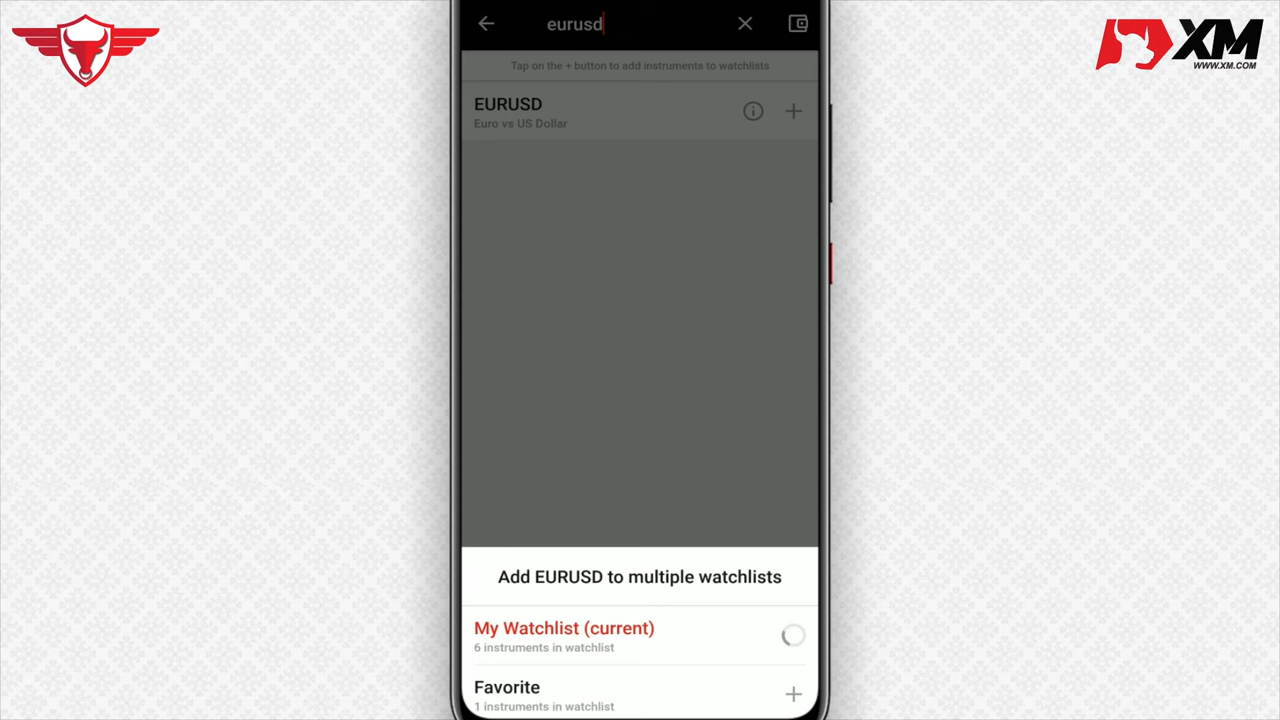 eurusd
XM
WWW.XM.COM
Tap on the + button to add instruments to watchlists
EURUSD
Euro vs US Dollar
Add EURUSD to multiple watchlists
My Watchlist (current)
6 instruments in watchlist
Favorite
1 instruments in watchlist